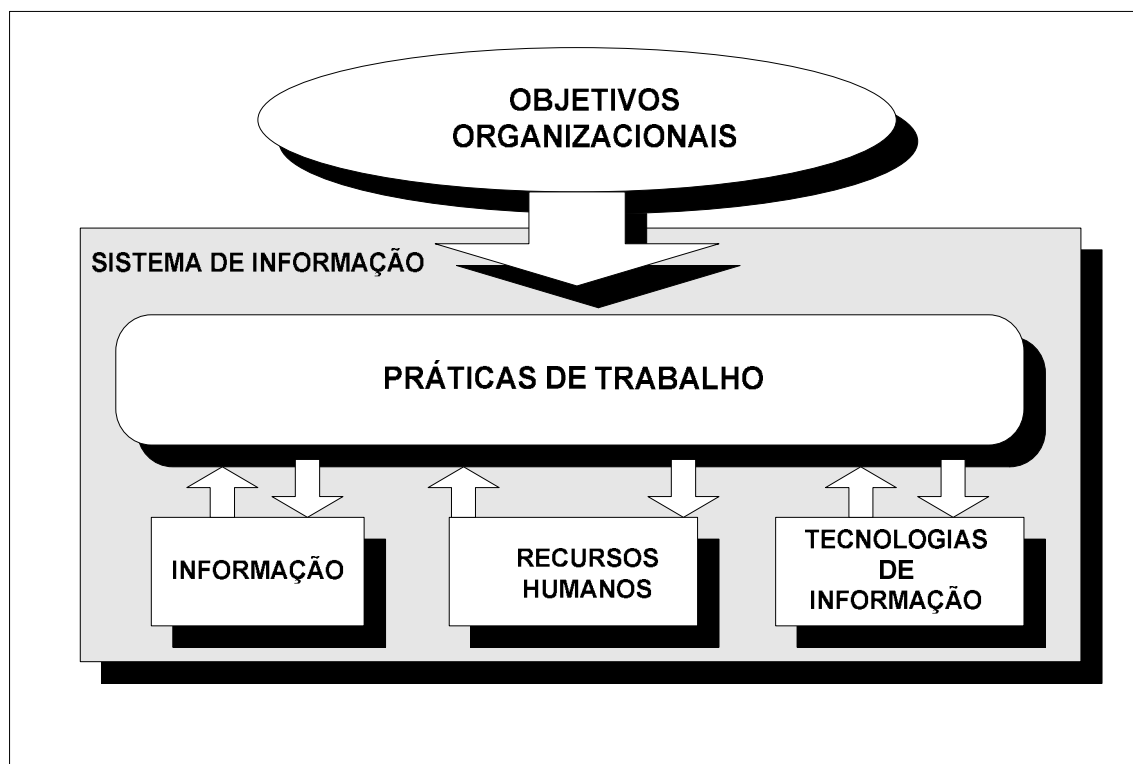 OBJETIVOS
ORGANIZACIONAIS
SISTEMA DE INFORMAÇÃO
PRÁTICAS DE TRABALHO
INFORMAÇÃO
RECURSOS
HUMANOS
TECNOLOGIAS
DE
INFORMAÇÃO